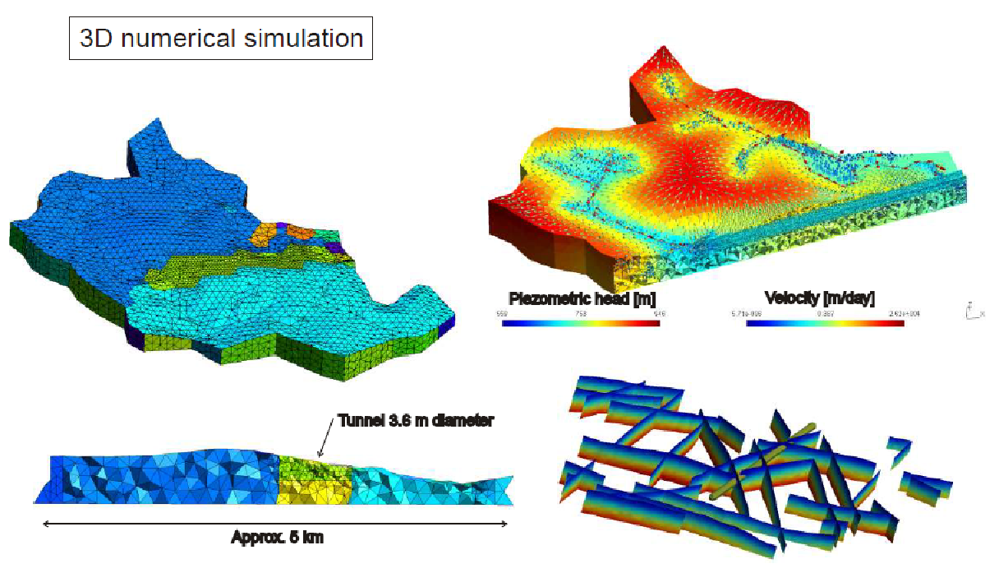 3D numerical simulation
Piezometric head [m]
Velocity [m/day]
Tunnel 3.6 m diameter
Approx. 5 km